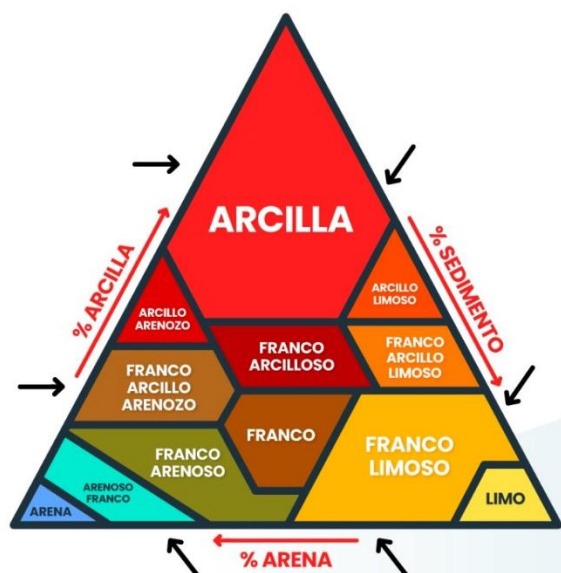 ARCILLA
% ARCILLA
% SEDIMENTO
ARCILLO
ARENOZO
ARCILLO
LIMOSO
FRANCO
ARCILLOSO
FRANCO
ARCILLO
LIMOSO
FRANCO
ARCILLO
ARENOZO
FRANCO
FRANCO
ARENOSO
FRANCO
LIMOSO
ARENOSO
FRANCO
ARENA
LIMO
% ARENA